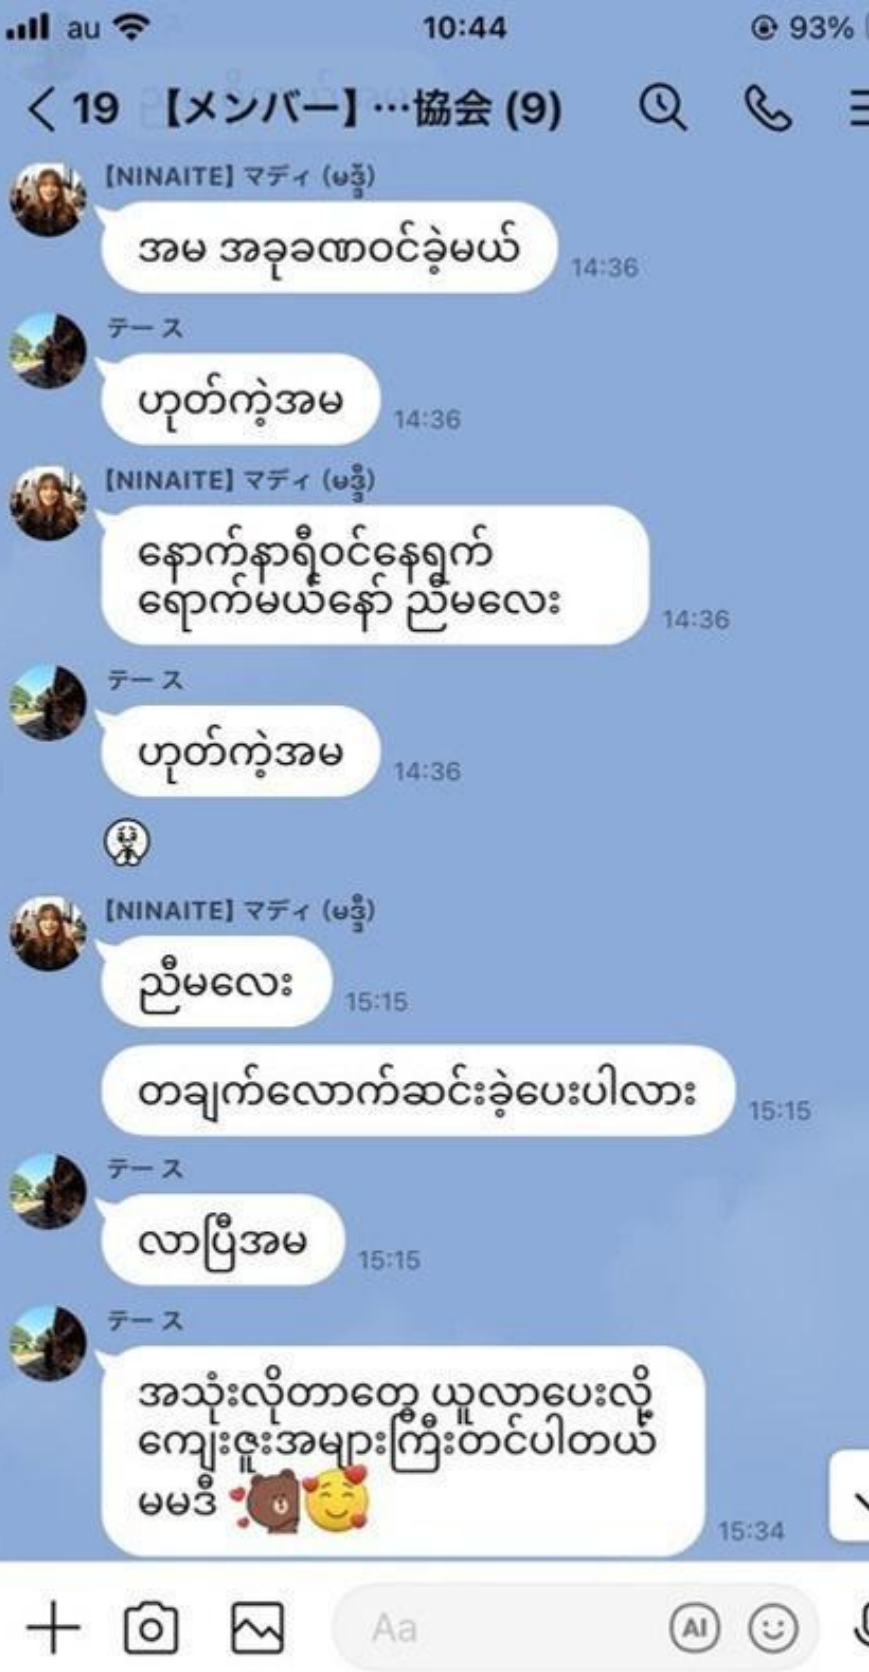 au 10:44 93%
19 【メンバー】…協会 (9)
【NINAITE】マディ (မဒ္ဒီ)
အမ အခုခဏဝင်ခဲ့မယ်
14:36
テース
ဟုတ်ကဲ့အမ
14:36
【NINAITE】マディ (မဒ္ဒီ)
နောက်နာရီဝင်နေရက်
ရောက်မယ်နော် ညီမလေး
14:36
テース
ဟုတ်ကဲ့အမ
14:36
【NINAITE】マディ (မဒ္ဒီ)
ညီမလေး
15:15
တချက်လောက်ဆင်းခဲ့ပေးပါလား
15:15
テース
လာပြီအမ
15:15
テース
အသုံးလိုတာတွေ ယူလာပေးလို့
ကျေးဇူးအများကြီးတင်ပါတယ်
မမဒီ
15:34
Aa AI